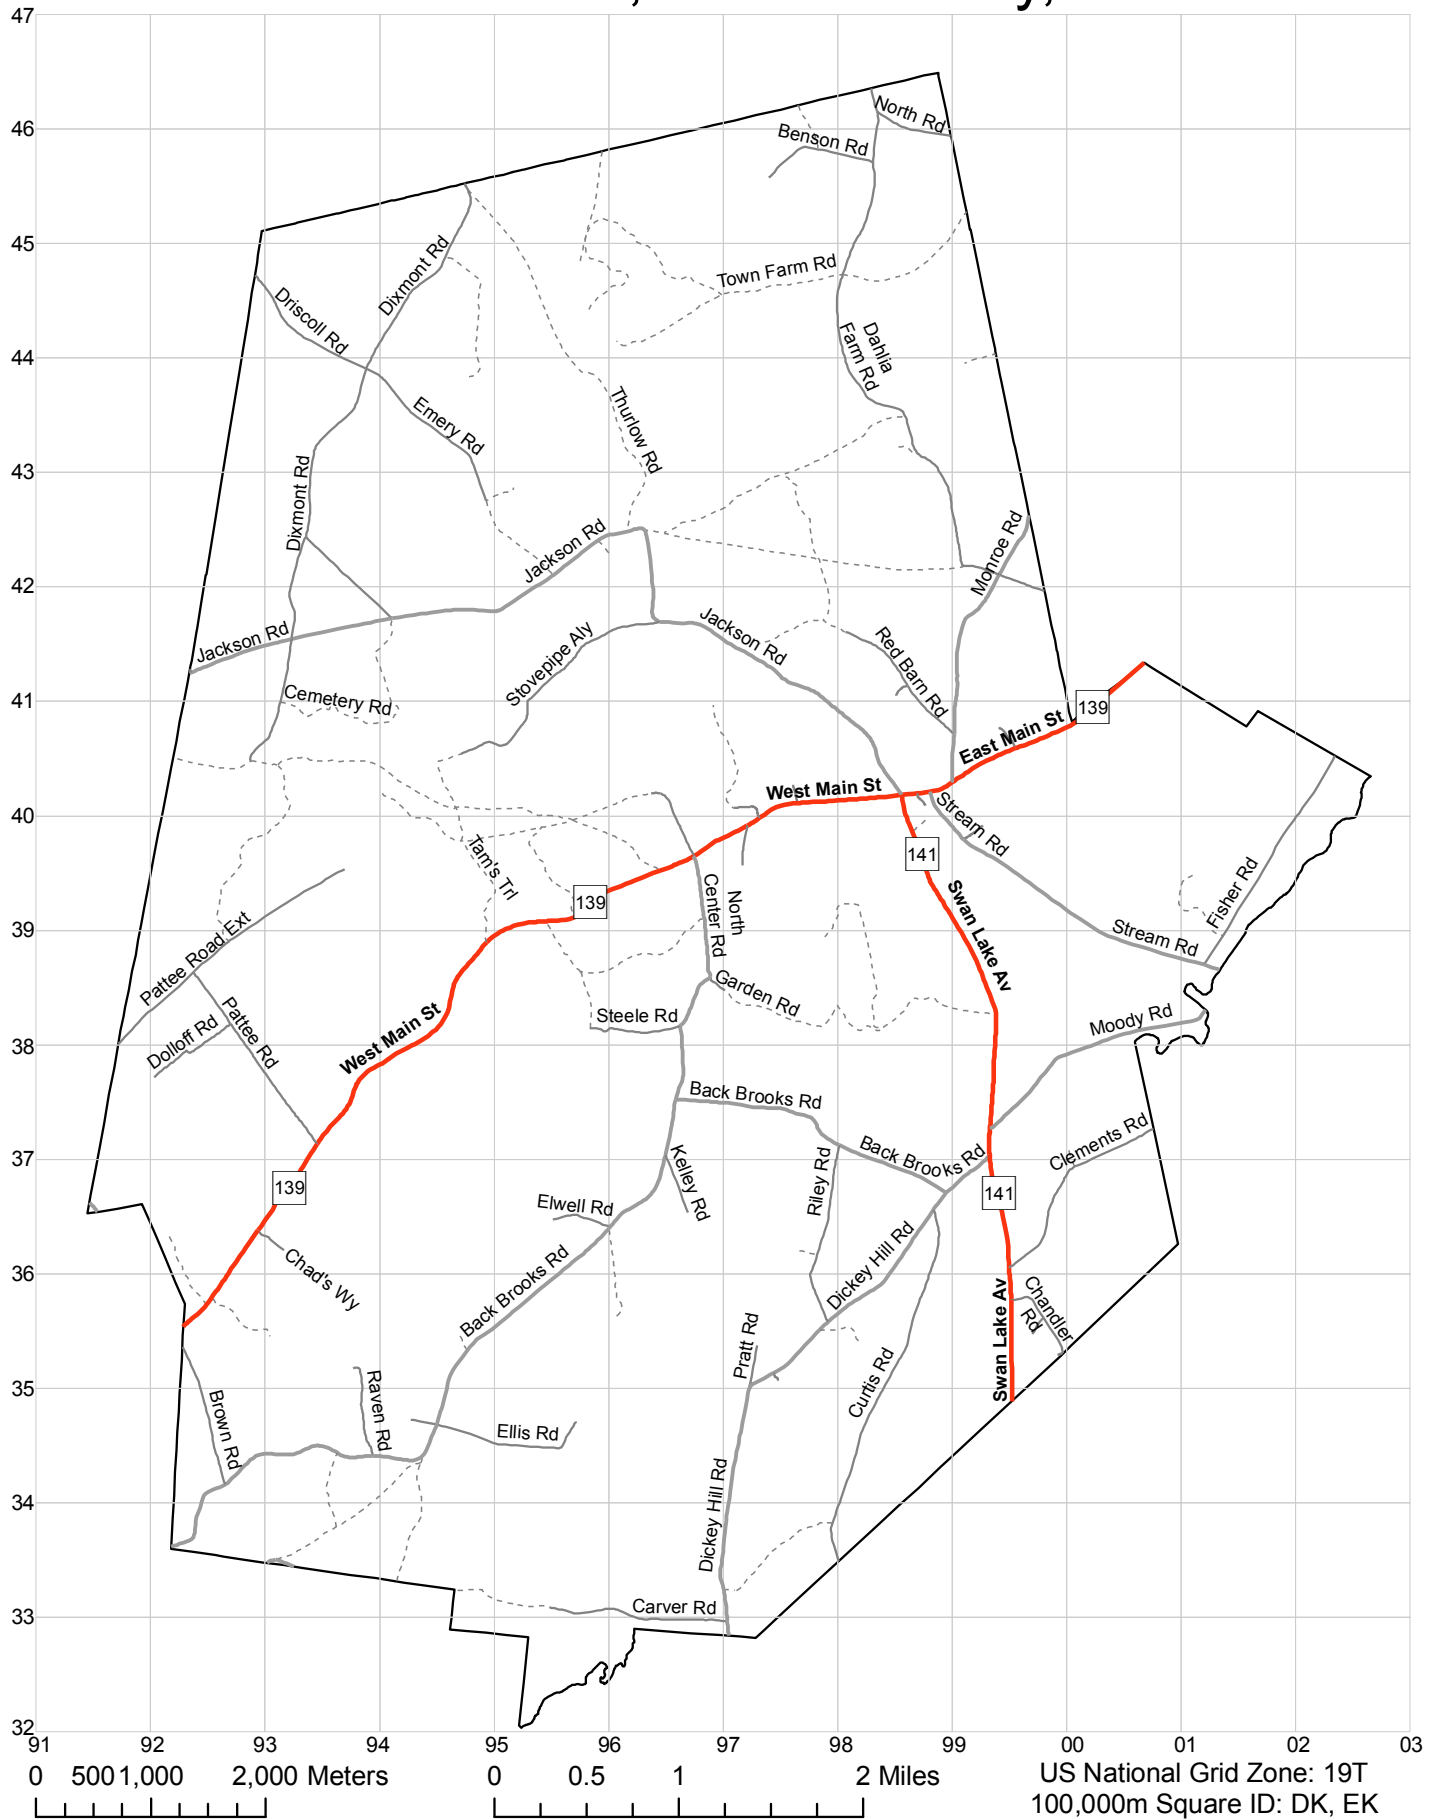 47
46
45
44
43
42
41
40
39
38
37
36
35
34
33
32
North Rd
Benson Rd
Dixmont Rd
Town Farm Rd
Driscoll Rd
Dahlia
Farm Rd
Emery Rd
Thurlow Rd
Dixmont Rd
Jackson Rd
Monroe Rd
Jackson Rd
Stovepipe Aly
Jackson Rd
Red Barn Rd
Cemetery Rd
139
East Main St
West Main St
Stream Rd
Tam's Trl
141
139
North
Center Rd
Swan Lake Av
Fisher Rd
Pattee Road Ext
Stream Rd
Garden Rd
Steele Rd
Moody Rd
Pattee Rd
Dolloff Rd
West Main St
Back Brooks Rd
Back Brooks Rd
Clements Rd
Kelley Rd
Riley Rd
139
141
Elwell Rd
Chad's Wy
Back Brooks Rd
Dickey Hill Rd
Swan Lake Av
Chandler
Rd
Pratt Rd
Curtis Rd
Brown Rd
Raven Rd
Ellis Rd
Dickey Hill Rd
Carver Rd
91 92 93 94 95 96 97 98 99 00 01 02 03
0 500 1,000 2,000 Meters
0 0.5 1 2 Miles
US National Grid Zone: 19T
100,000m Square ID: DK, EK